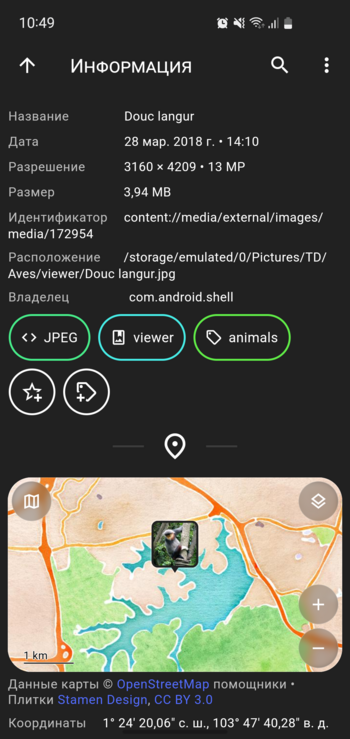 10:49
Информация
Название Douc langur
Дата 28 мар. 2018 г. • 14:10
Разрешение 3160 × 4209 • 13 MP
Размер 3,94 MB
Идентификатор content://media/external/images/
media/172954
Расположение /storage/emulated/0/Pictures/TD/
Aves/viewer/Douc langur.jpg
Владелец com.android.shell
JPEG viewer animals
1 km
Данные карты © OpenStreetMap помощники •
Плитки Stamen Design, CC BY 3.0
Координаты 1° 24′ 20,06″ с. ш., 103° 47′ 40,28″ в. д.